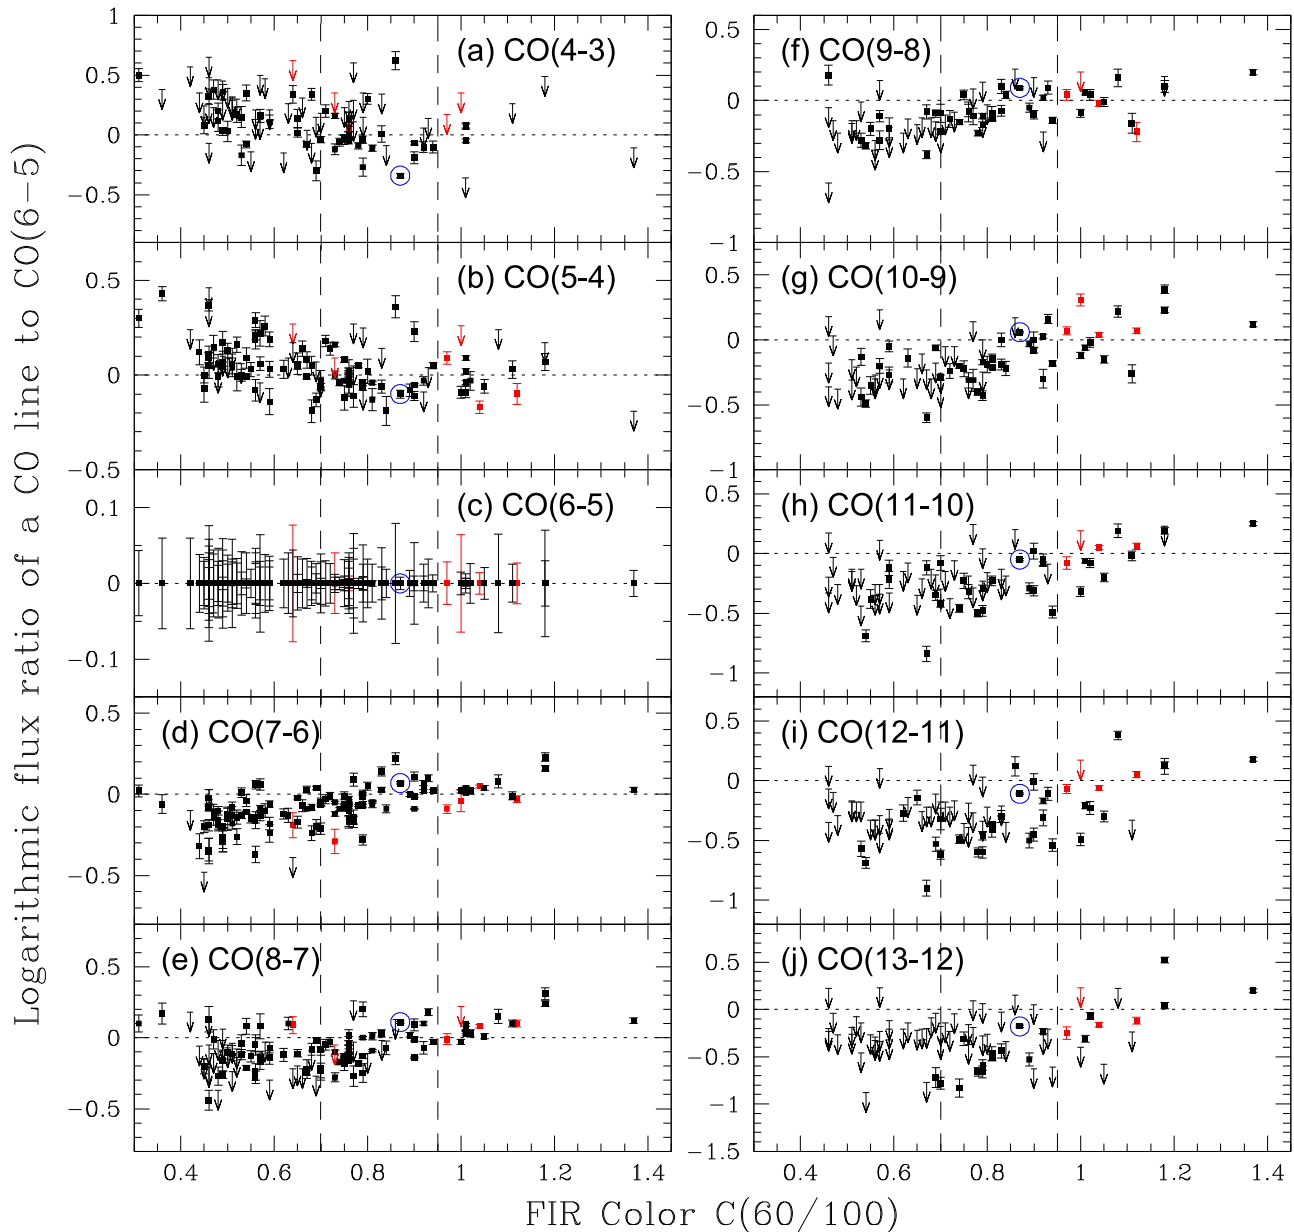 Logarithmic flux ratio of a CO line to CO(6−5)
(a) CO(4-3)
1
0.5
0
−0.5
(b) CO(5-4)
0.5
0
−0.5
(c) CO(6-5)
0.1
0
−0.1
(d) CO(7-6)
0.5
0
−0.5
(e) CO(8-7)
0.5
0
−0.5
0.4 0.6 0.8 1 1.2 1.4
(f) CO(9-8)
0.5
0
−0.5
−1
(g) CO(10-9)
0.5
0
−0.5
−1
(h) CO(11-10)
0.5
0
−0.5
−1
(i) CO(12-11)
0.5
0
−0.5
−1
(j) CO(13-12)
0.5
0
−0.5
−1
−1.5
0.4 0.6 0.8 1 1.2 1.4
FIR Color C(60/100)